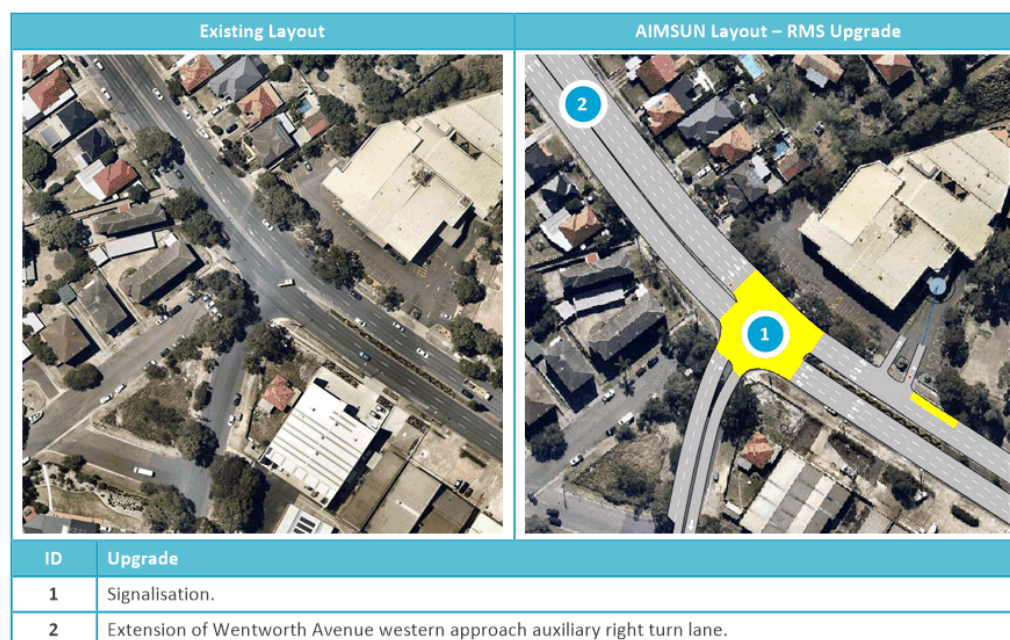 Existing Layout
AIMSUN Layout – RMS Upgrade
2
1
ID Upgrade
1 Signalisation.
2 Extension of Wentworth Avenue western approach auxiliary right turn lane.